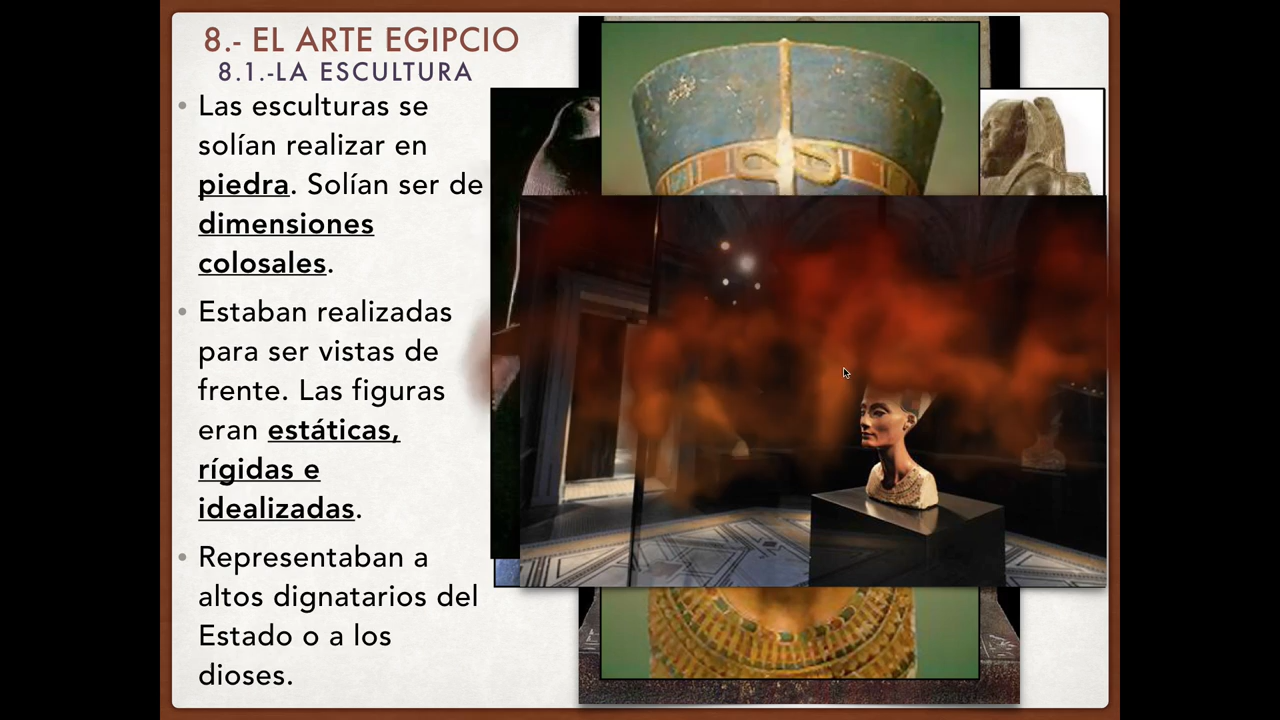 8.- EL ARTE EGIPCIO
8.1.-LA ESCULTURA
• Las esculturas se
solían realizar en
piedra. Solían ser de
dimensiones
colosales.
• Estaban realizadas
para ser vistas de
frente. Las figuras
eran estáticas,
rígidas e
idealizadas.
• Representaban a
altos dignatarios del
Estado o a los
dioses.